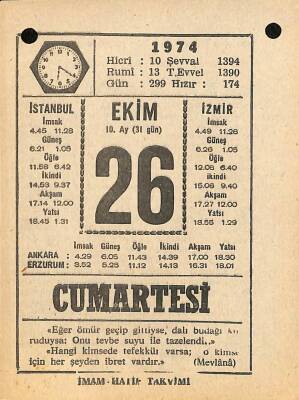 1974
Hicrî : 10 Şevval 1394
Rumî : 13 T.Evvel 1390
Gün : 299 Hızır : 174
İSTANBUL
İmsak
4.45 11.28
Güneş
6.21 1.05
Öğle
11.58 6.42
İkindi
14.53 9.37
Akşam
17.14 12.00
Yatsı
18.45 1.31
EKİM
10. Ay (31 gün)
26
İZMİR
İmsak
4.49 11.26
Güneş
6.20 1.05
Öğle
12.06 6.40
ikindi
15.06 9.40
Akşam
17.27 12.00
Yatsı
18.55 1.29
İmsak Güneş Öğle İkindi Akşam Yatsı
ANKARA : 4.29 6.05 11.43 14.39 17.00 18.30
ERZURUM : 3.52 5.25 11.12 14.13 16.31 18.01
CUMARTESİ
«Eğer ömür geçip gittiyse, dalı budağı ku
ruduysa: Onu tevbe suyu ile tazelendi..»
«Hangi kimsede tefekkür varsa; o kimse
için her şeyden ibret vardır.» (Mevlânâ)
İMAM - HATİP TAKVİMİ